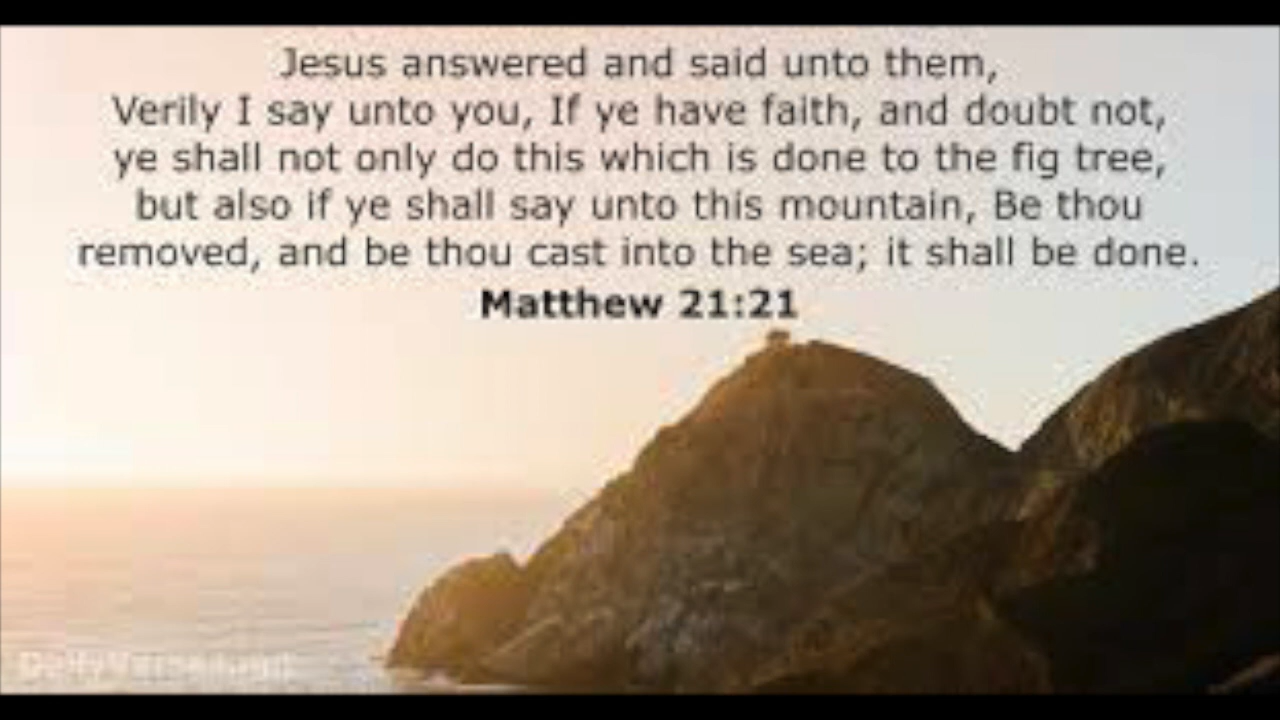 Jesus answered and said unto them,
Verily I say unto you, If ye have faith, and doubt not,
ye shall not only do this which is done to the fig tree,
but also if ye shall say unto this mountain, Be thou
removed, and be thou cast into the sea; it shall be done.
Matthew 21:21